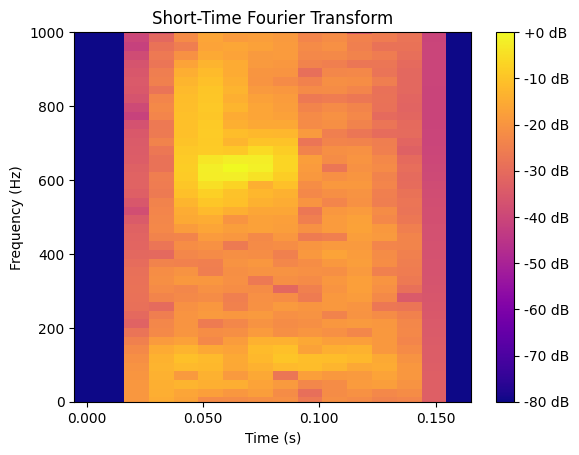 Short-Time Fourier Transform
1000
800
600
400
200
0
Frequency (Hz)
0.000
0.050
0.100
0.150
Time (s)
+0 dB
-10 dB
-20 dB
-30 dB
-40 dB
-50 dB
-60 dB
-70 dB
-80 dB